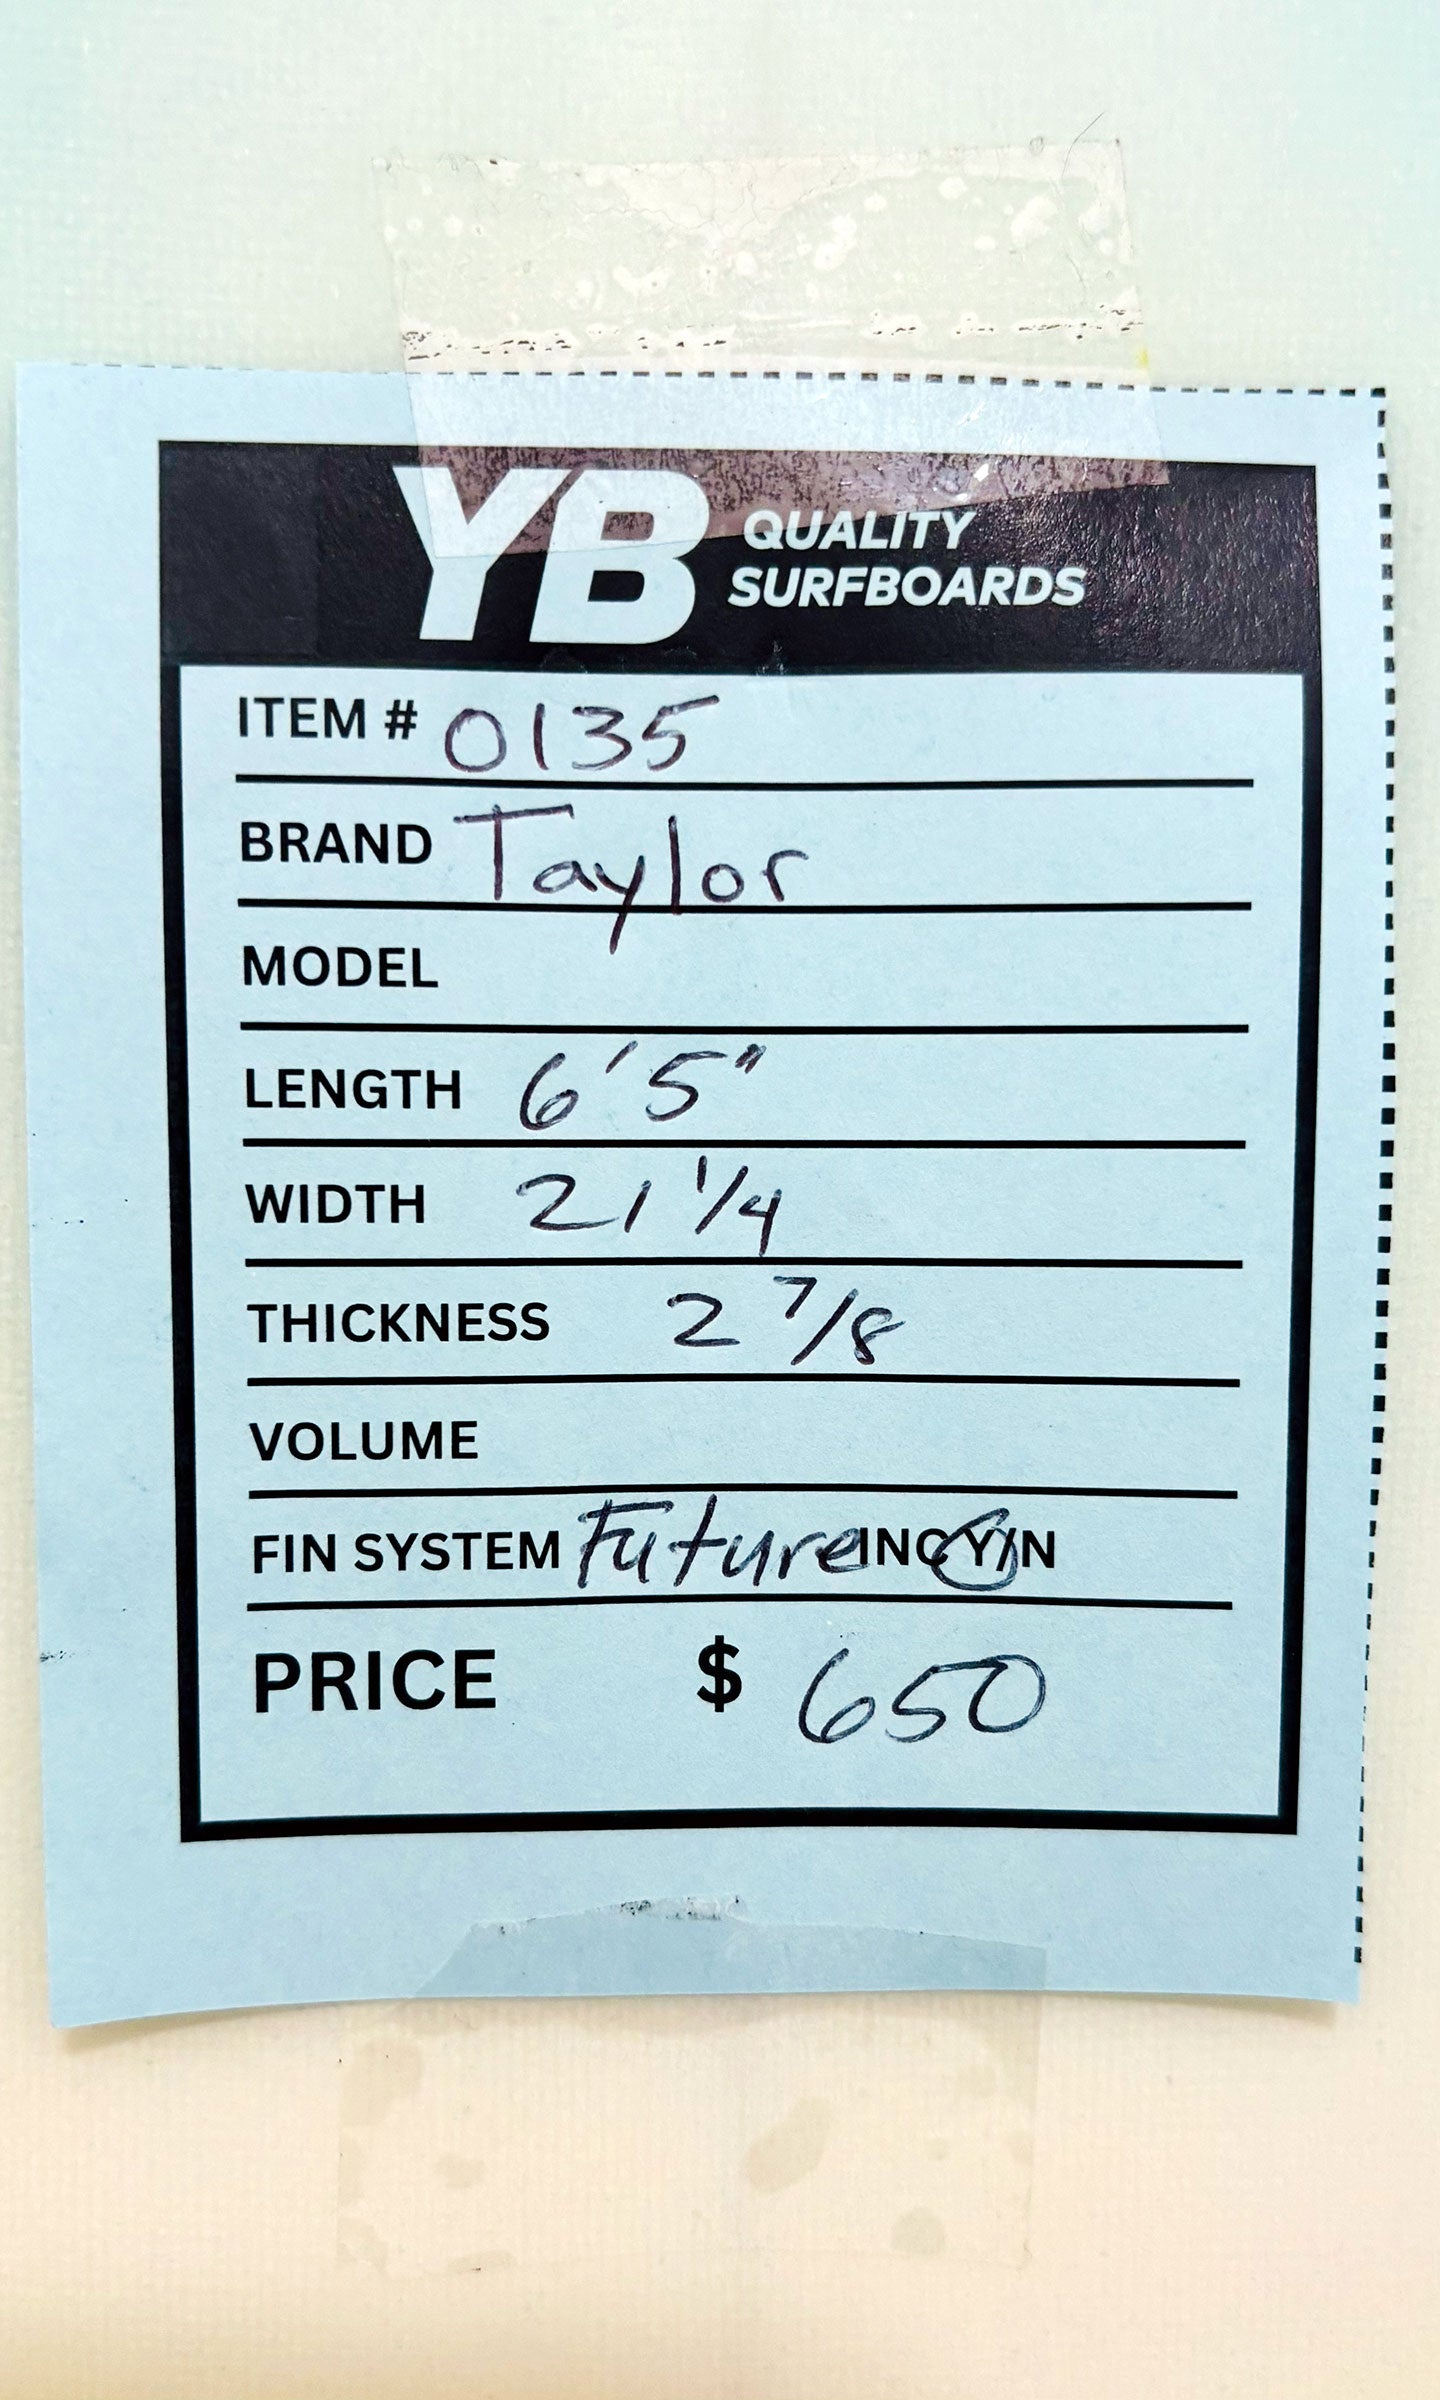 YB QUALITY
SURFBOARDS
ITEM # 0135
BRAND Taylor
MODEL
LENGTH 6'5"
WIDTH 21 1/4
THICKNESS 2 7/8
VOLUME
FIN SYSTEM Future INC Y/N
PRICE $ 650